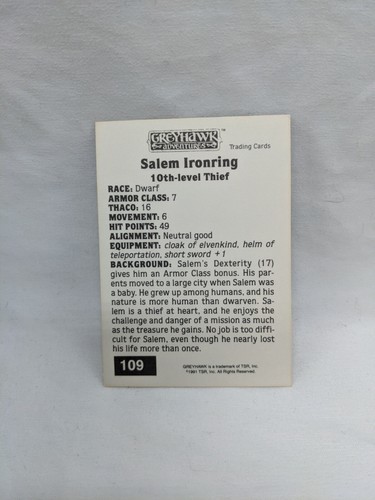 GREYHAWK™
ADVENTURES
Trading Cards
Salem Ironring
10th-level Thief
RACE: Dwarf
ARMOR CLASS: 7
THACO: 16
MOVEMENT: 6
HIT POINTS: 49
ALIGNMENT: Neutral good
EQUIPMENT: cloak of elvenkind, helm of
teleportation, short sword +1
BACKGROUND: Salem's Dexterity (17)
gives him an Armor Class bonus. His par-
ents moved to a large city when Salem was
a baby. He grew up among humans, and his
nature is more human than dwarven. Sa-
lem is a thief at heart, and he enjoys the
challenge and danger of a mission as much
as the treasure he gains. No job is too diffi-
cult for Salem, even though he nearly lost
his life more than once.
109
GREYHAWK is a trademark of TSR, Inc.
©1991 TSR, Inc. All Rights Reserved.